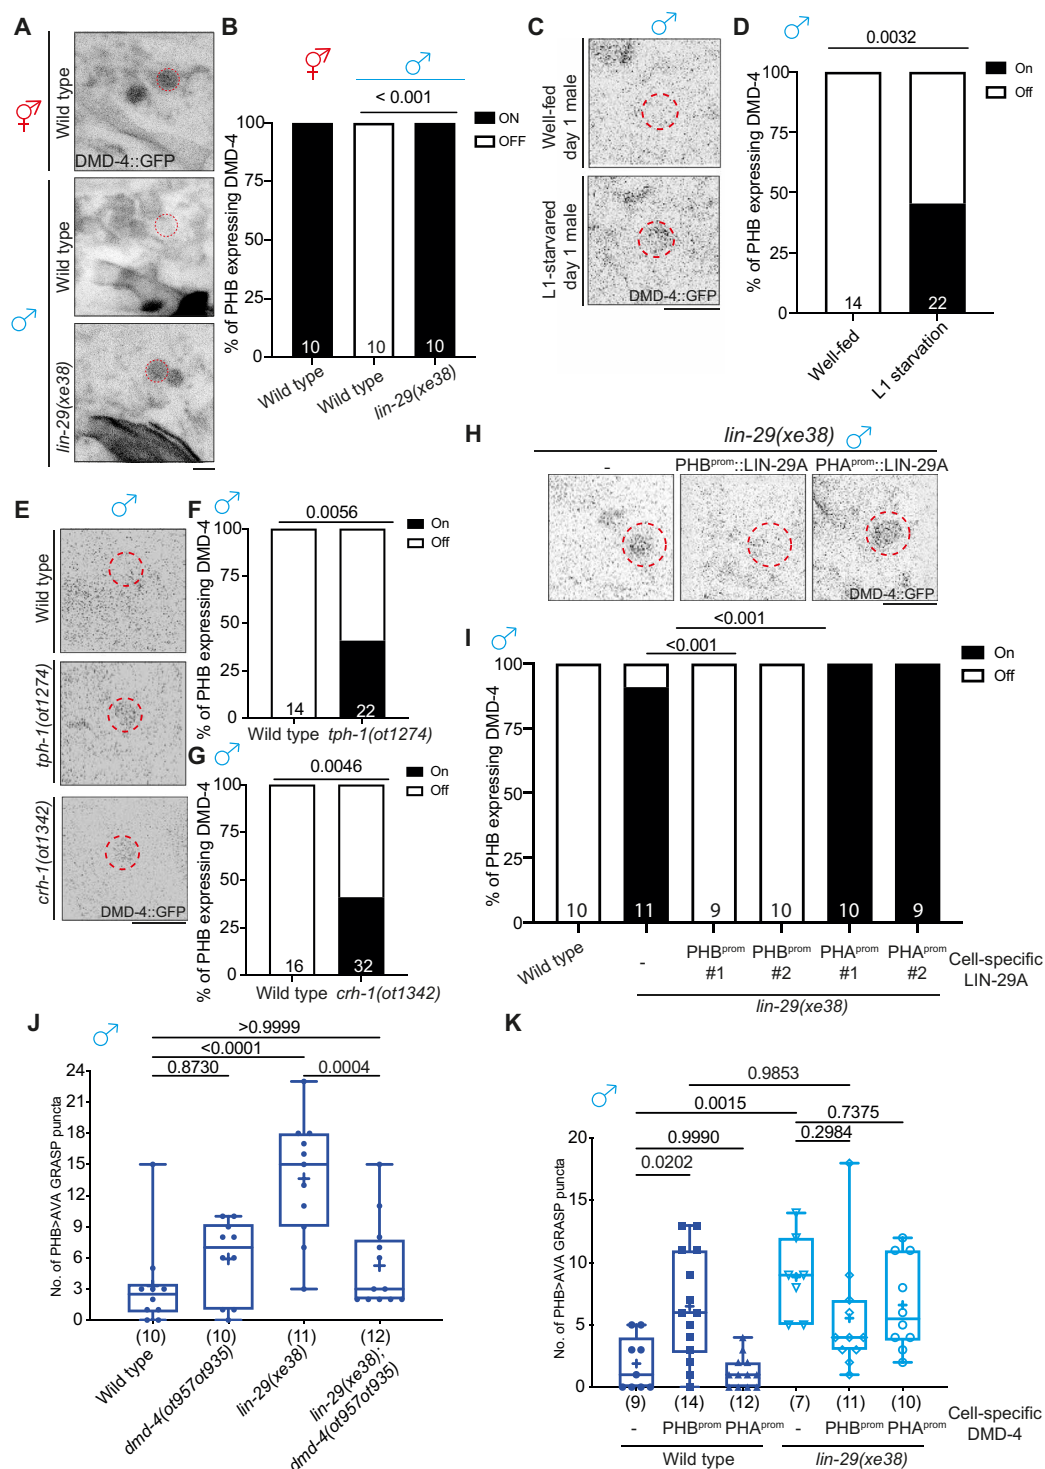 A
Wild type
DMD-4::GFP
Wild type
lin-29(xe38)
B
< 0.001
ON
OFF
% of PHB expressing DMD-4
100
75
50
25
0
10
10
10
Wild type
Wild type
lin-29(xe38)
C
Well-fed
day 1 male
L1-starvared
day 1 male
DMD-4::GFP
D
0.0032
On
Off
% of PHB expressing DMD-4
100
50
0
14
22
Well-fed
L1 starvation
E
Wild type
tph-1(ot1274)
crh-1(ot1342)
DMD-4::GFP
F
0.0056
On
Off
% of PHB expressing DMD-4
100
75
50
25
0
14
22
Wild type
tph-1(ot1274)
G
0.0046
On
Off
% of PHB expressing DMD-4
100
75
50
25
0
16
32
Wild type
crh-1(ot1342)
H
lin-29(xe38)
-
PHBprom::LIN-29A
PHAprom::LIN-29A
DMD-4::GFP
I
<0.001
<0.001
On
Off
% of PHB expressing DMD-4
100
75
50
25
0
10
11
9
10
10
9
Wild type
-
PHBprom #1
PHBprom #2
PHAprom #1
PHAprom #2
Cell-specific
LIN-29A
lin-29(xe38)
J
>0.9999
<0.0001
0.8730
0.0004
No. of PHB>AVA GRASP puncta
24
21
18
15
12
9
6
3
0
(10)
(10)
(11)
(12)
Wild type
dmd-4(ot957ot935)
lin-29(xe38)
lin-29(xe38);
dmd-4(ot957ot935)
K
0.9853
0.0015
0.7375
0.9990
0.2984
0.0202
No. of PHB>AVA GRASP puncta
20
15
10
5
0
(9)
(14)
(12)
(7)
(11)
(10)
-
PHBprom
PHAprom
-
PHBprom
PHAprom
Cell-specific
DMD-4
Wild type
lin-29(xe38)